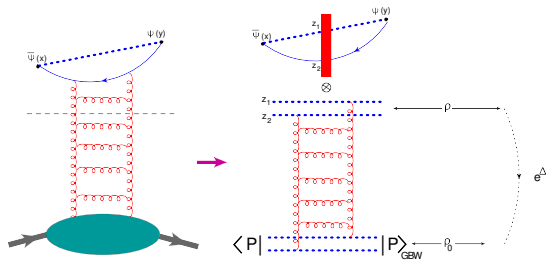 ψ (y)
ψ̅ (x)
ψ (y)
z₁
ψ̅ (x)
z₂
⊗
z₁
ρ
z₂
e^Δ
⟨P| |P⟩_GBW ρ₀